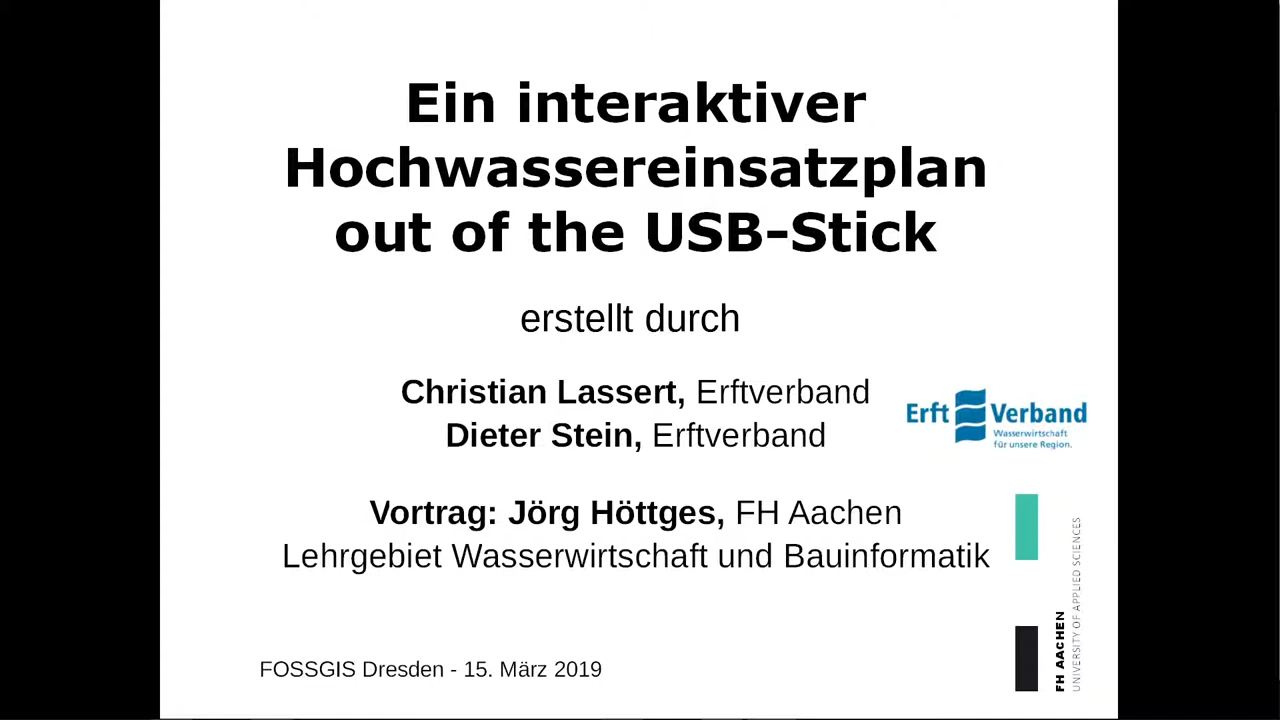 Ein interaktiver
Hochwassereinsatzplan
out of the USB-Stick
erstellt durch
Christian Lassert, Erftverband
Dieter Stein, Erftverband
Erft Verband
Wasserwirtschaft
für unsere Region.
Vortrag: Jörg Höttges, FH Aachen
Lehrgebiet Wasserwirtschaft und Bauinformatik
FH AACHEN
UNIVERSITY OF APPLIED SCIENCES
FOSSGIS Dresden - 15. März 2019